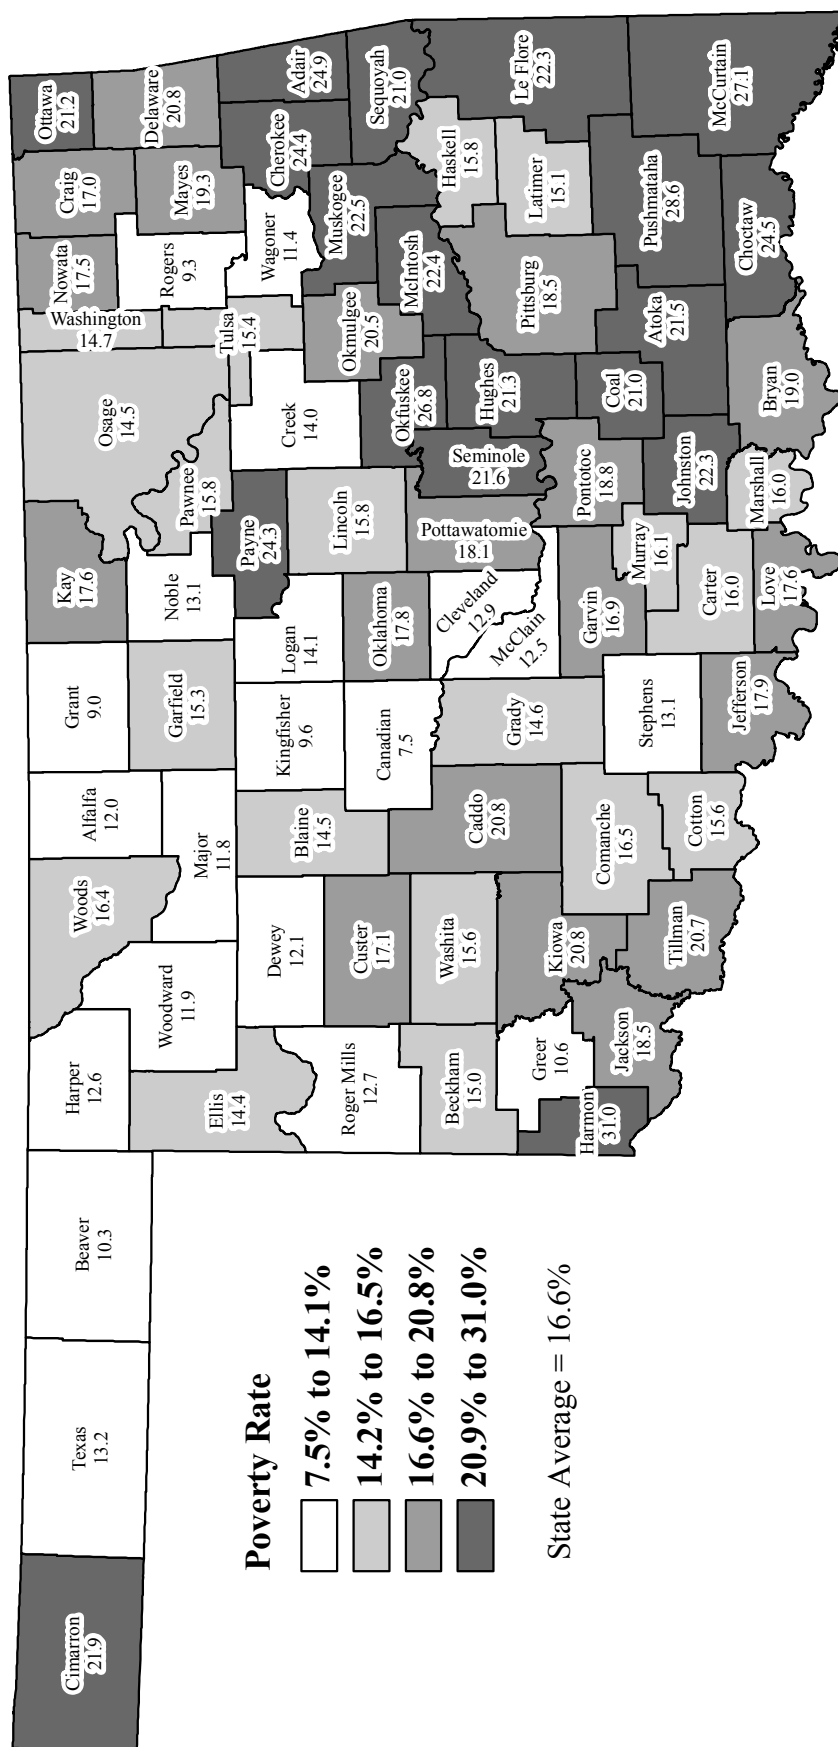 Cimarron
21.9
Texas
13.2
Beaver
10.3
Harper
12.6
Woods
16.4
Alfalfa
12.0
Grant
9.0
Kay
17.6
Osage
14.5
Washington
14.7
Nowata
17.5
Craig
17.0
Ottawa
21.2
Ellis
14.4
Woodward
11.9
Major
11.8
Garfield
15.3
Noble
13.1
Pawnee
15.8
Rogers
9.3
Mayes
19.3
Delaware
20.8
Tulsa
15.4
Payne
24.3
Creek
14.0
Wagoner
11.4
Cherokee
24.4
Adair
24.9
Roger Mills
12.7
Dewey
12.1
Blaine
14.5
Kingfisher
9.6
Logan
14.1
Lincoln
15.8
Okmulgee
20.5
Muskogee
22.5
Sequoyah
21.0
Custer
17.1
Canadian
7.5
Oklahoma
17.8
Okfuskee
26.8
McIntosh
22.4
Beckham
15.0
Washita
15.6
Caddo
20.8
Grady
14.6
Cleveland
12.9
McClain
12.5
Pottawatomie
18.1
Seminole
21.6
Hughes
21.3
Pittsburg
18.5
Haskell
15.8
Le Flore
22.3
Latimer
15.1
Greer
10.6
Kiowa
20.8
Harmon
31.0
Jackson
18.5
Tillman
20.7
Comanche
16.5
Cotton
15.6
Stephens
13.1
Jefferson
17.9
Garvin
16.9
Murray
16.1
Carter
16.0
Love
17.6
Pontotoc
18.8
Johnston
22.3
Marshall
16.0
Coal
21.0
Atoka
21.5
Bryan
19.0
Pushmataha
28.6
Choctaw
24.5
McCurtain
27.1
Poverty Rate
7.5% to 14.1%
14.2% to 16.5%
16.6% to 20.8%
20.9% to 31.0%
State Average = 16.6%